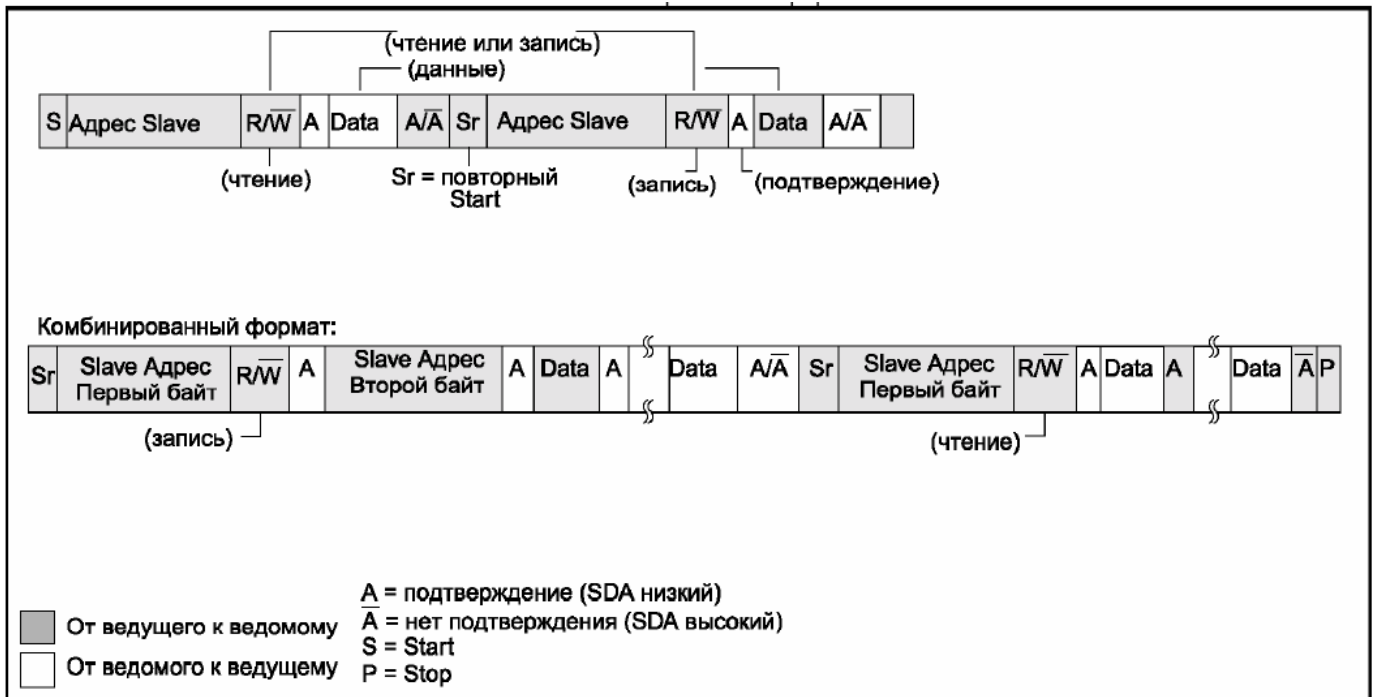 (чтение или запись)
(данные)
S Адрес Slave R/W̅ A Data A/A̅ Sr Адрес Slave R/W̅ A Data A/A̅
(чтение)
Sr = повторный
Start
(запись)
(подтверждение)
Комбинированный формат:
Sr Slave Адрес Первый байт R/W̅ A Slave Адрес Второй байт A Data A Data A/A̅ Sr Slave Адрес Первый байт R/W̅ A Data A Data A̅ P
(запись)
(чтение)
От ведущего к ведомому
От ведомого к ведущему
A = подтверждение (SDA низкий)
A̅ = нет подтверждения (SDA высокий)
S = Start
P = Stop